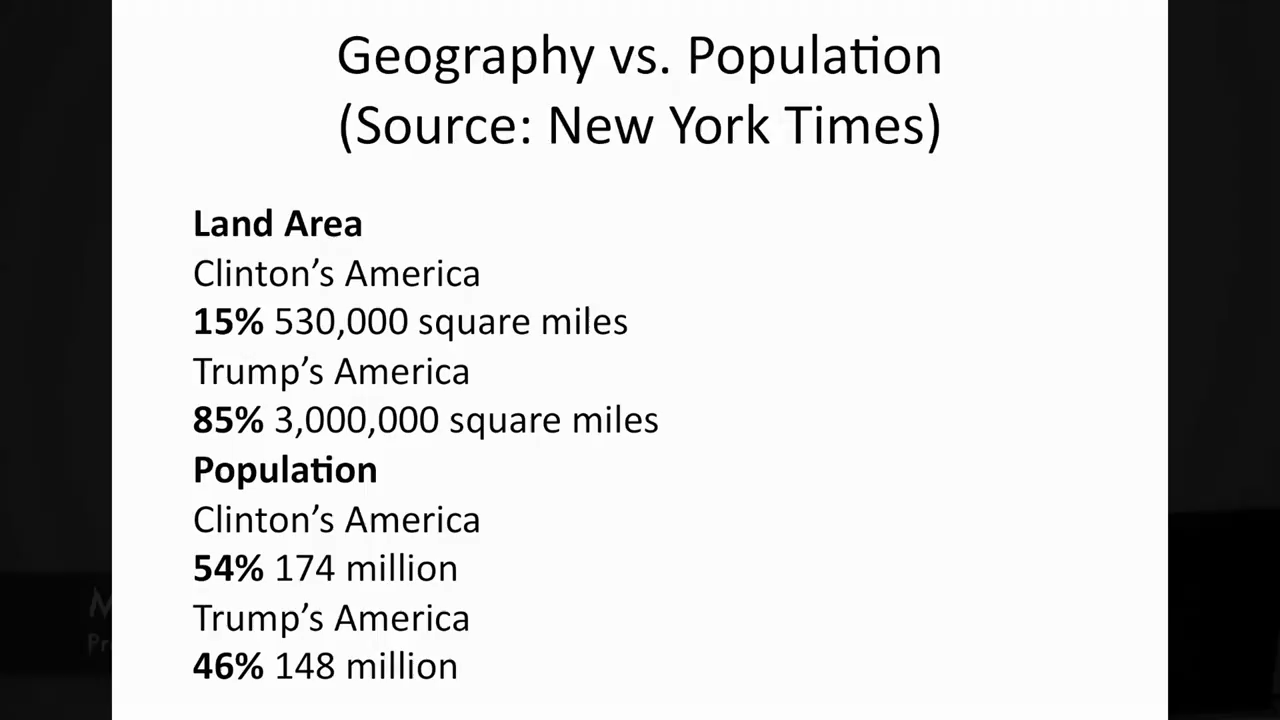 Geography vs. Population
(Source: New York Times)
Land Area
Clinton’s America
15% 530,000 square miles
Trump’s America
85% 3,000,000 square miles
Population
Clinton’s America
54% 174 million
Trump’s America
46% 148 million